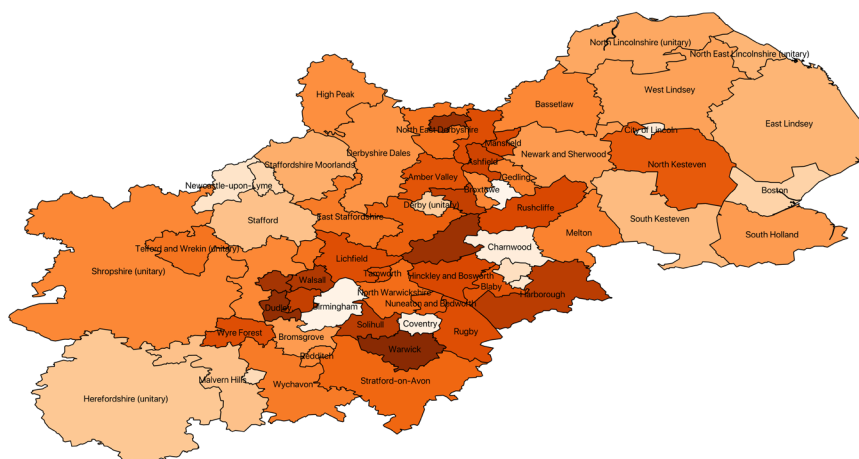 North Lincolnshire (unitary)
North East Lincolnshire (unitary)
High Peak
West Lindsey
Bassetlaw
East Lindsey
North East Derbyshire
City of Lincoln
Mansfield
Derbyshire Dales
Newark and Sherwood
Staffordshire Moorlands
Ashfield
North Kesteven
Amber Valley
Gedling
Newcastle-upon-Lyme
Broxtowe
Boston
Derby (unitary)
Rushcliffe
East Staffordshire
Stafford
South Kesteven
Melton
South Holland
Telford and Wrekin (unitary)
Charnwood
Lichfield
Shropshire (unitary)
Tamworth
Hinckley and Bosworth
Walsall
Blaby
North Warwickshire
Harborough
Nuneaton and Bedworth
Dudley
Birmingham
Solihull
Coventry
Wyre Forest
Rugby
Bromsgrove
Warwick
Redditch
Malvern Hills
Stratford-on-Avon
Wychavon
Herefordshire (unitary)